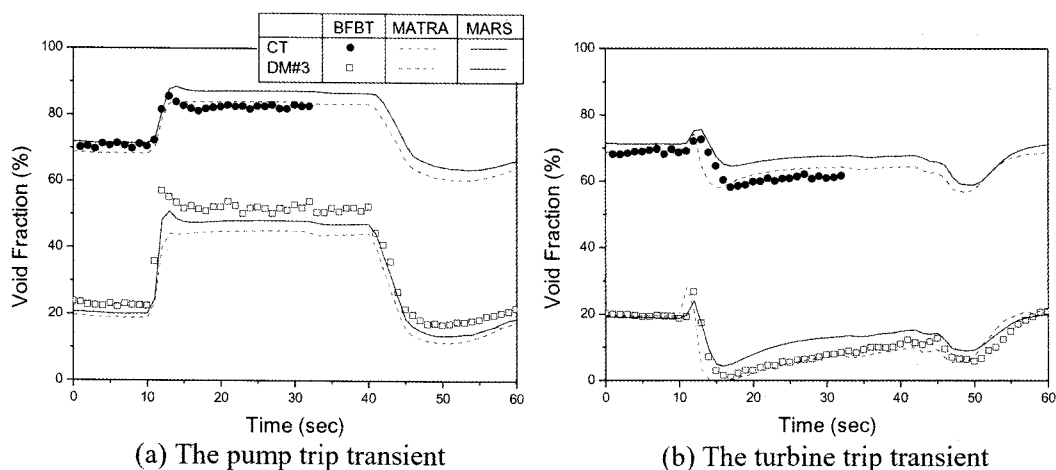 BFBT MATRA MARS
CT
DM#3
100
80
60
40
20
0
Void Fraction (%)
0 10 20 30 40 50 60
Time (sec)
(a) The pump trip transient
100
80
60
40
20
0
Void Fraction (%)
0 10 20 30 40 50 60
Time (sec)
(b) The turbine trip transient